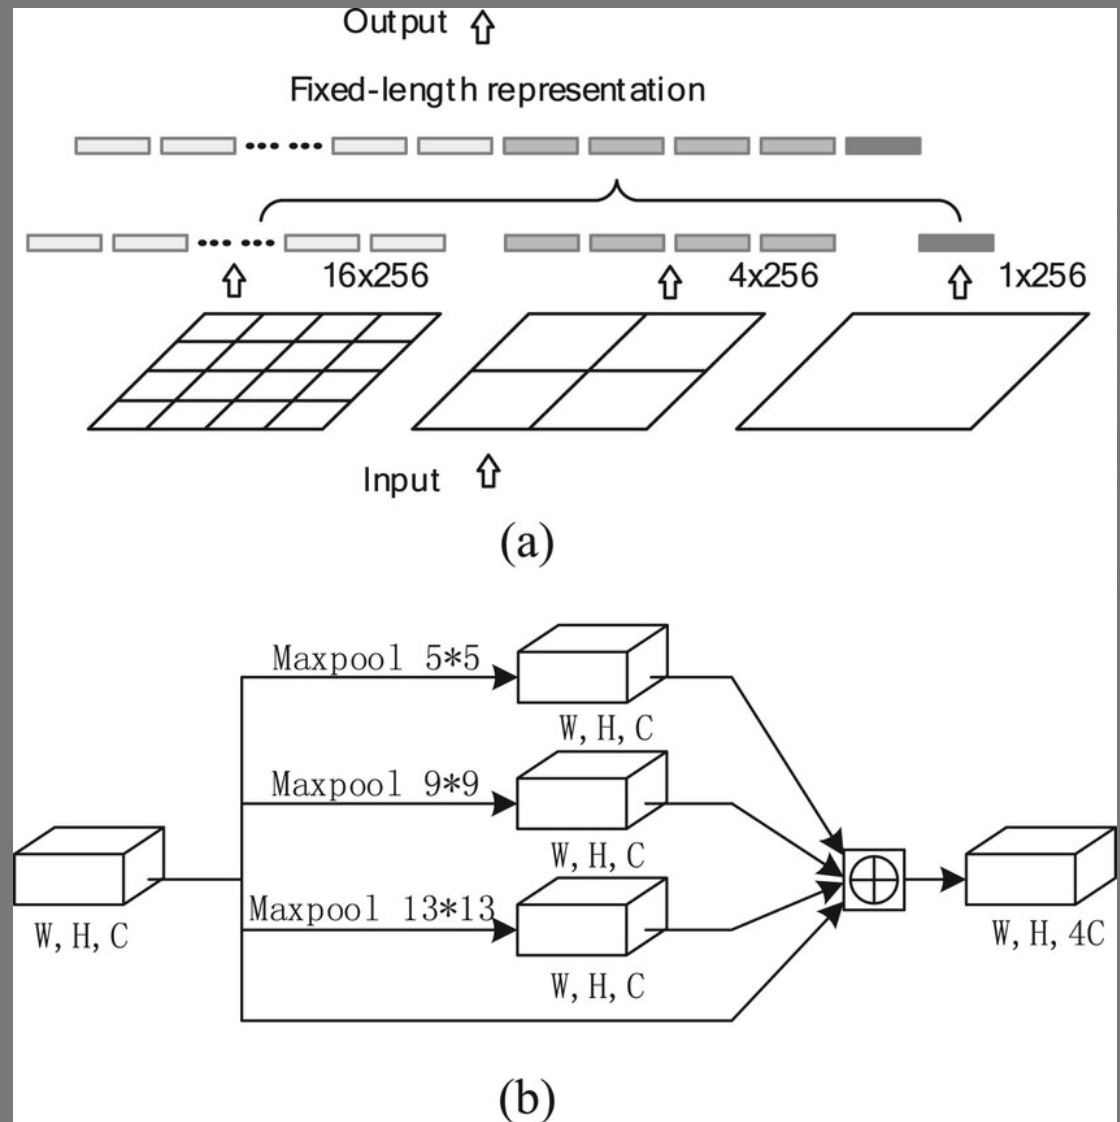 Output
Fixed-length representation
16x256
4x256
1x256
Input
(a)
Maxpool 5*5
W, H, C
Maxpool 9*9
W, H, C
Maxpool 13*13
W, H, C
W, H, C
W, H, 4C
(b)